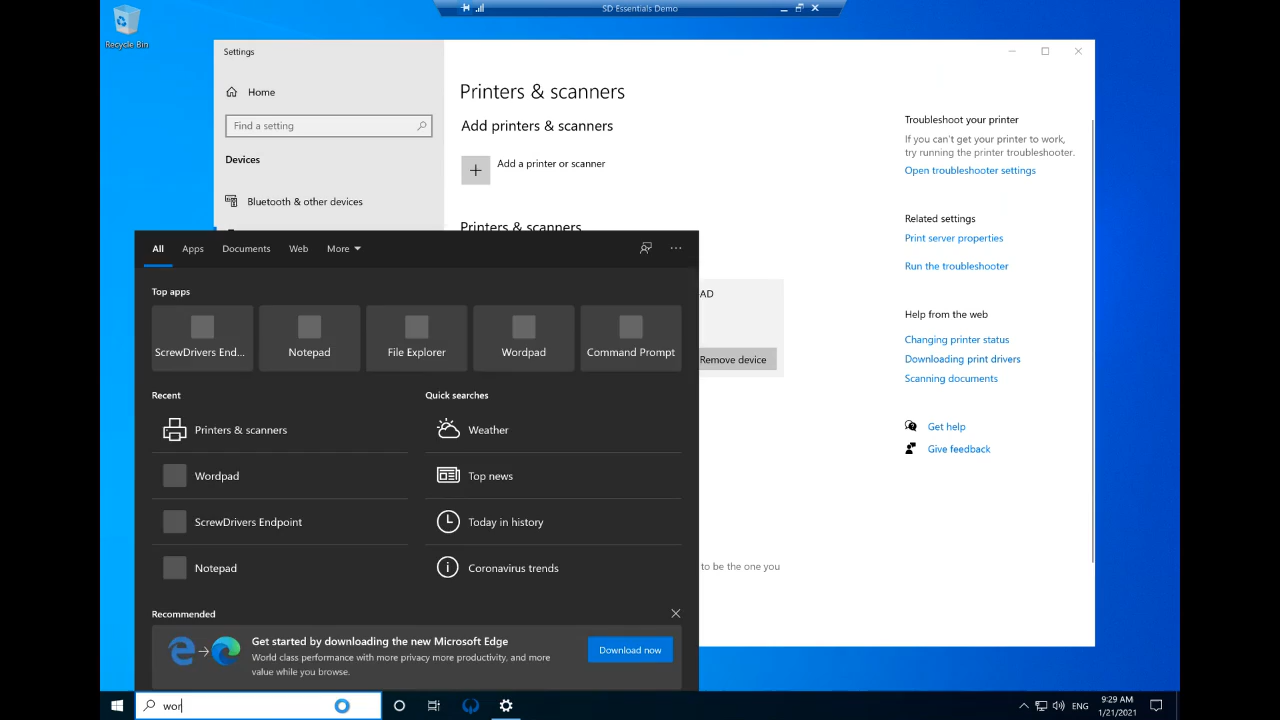 SD Essentials Demo
Recycle Bin
Settings
Home
Find a setting
Devices
Bluetooth & other devices
Printers & scanners
Add printers & scanners
Add a printer or scanner
Printers & scanners
AD
Remove device
to be the one you
Troubleshoot your printer
If you can't get your printer to work,
try running the printer troubleshooter.
Open troubleshooter settings
Related settings
Print server properties
Run the troubleshooter
Help from the web
Changing printer status
Downloading print drivers
Scanning documents
Get help
Give feedback
All Apps Documents Web More
Top apps
ScrewDrivers End... Notepad File Explorer Wordpad Command Prompt
Recent
Printers & scanners
Wordpad
ScrewDrivers Endpoint
Notepad
Quick searches
Weather
Top news
Today in history
Coronavirus trends
Recommended
Get started by downloading the new Microsoft Edge
World class performance with more privacy more productivity, and more
value while you browse.
Download now
wor
ENG
9:29 AM
1/21/2021